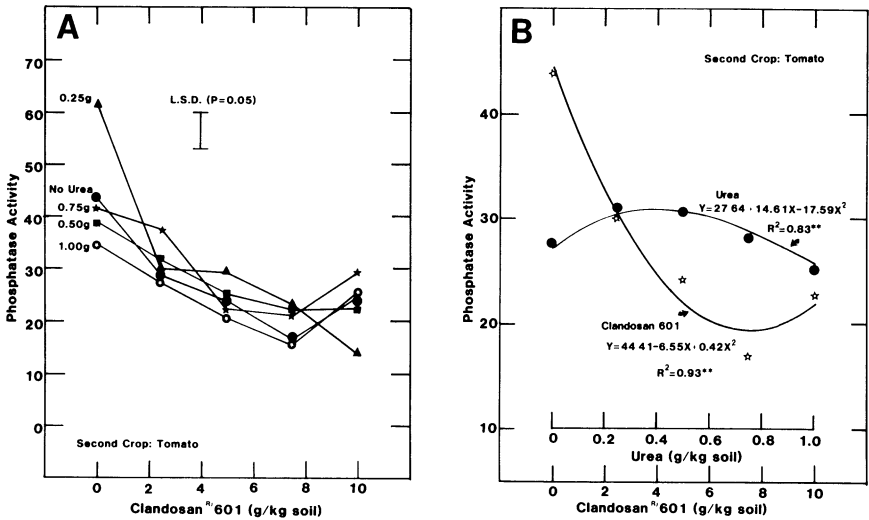 A
70
60
50
40
30
20
10
0
Phosphatase Activity
0.25g
L.S.D. (P=0.05)
No Urea
0.75g
0.50g
1.00g
Second Crop: Tomato
0 2 4 6 8 10
Clandosan R) 601 (g/kg soil)
B
Second Crop: Tomato
40
30
20
10
Phosphatase Activity
Urea
Y=27 64 · 14.61X-17.59X2
R2=0.83**
Clandosan 601
Y=44 41-6.55X · 0.42X2
R2=0.93**
0 0.2 0.4 0.6 0.8 1.0
Urea (g/kg soil)
0 2 4 6 8 10
Clandosan R) 601 (g/kg soil)